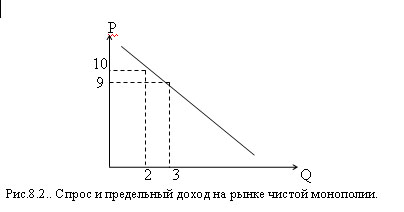 P
10
9
2 3 Q
Рис.8.2.. Спрос и предельный доход на рынке чистой монополии.